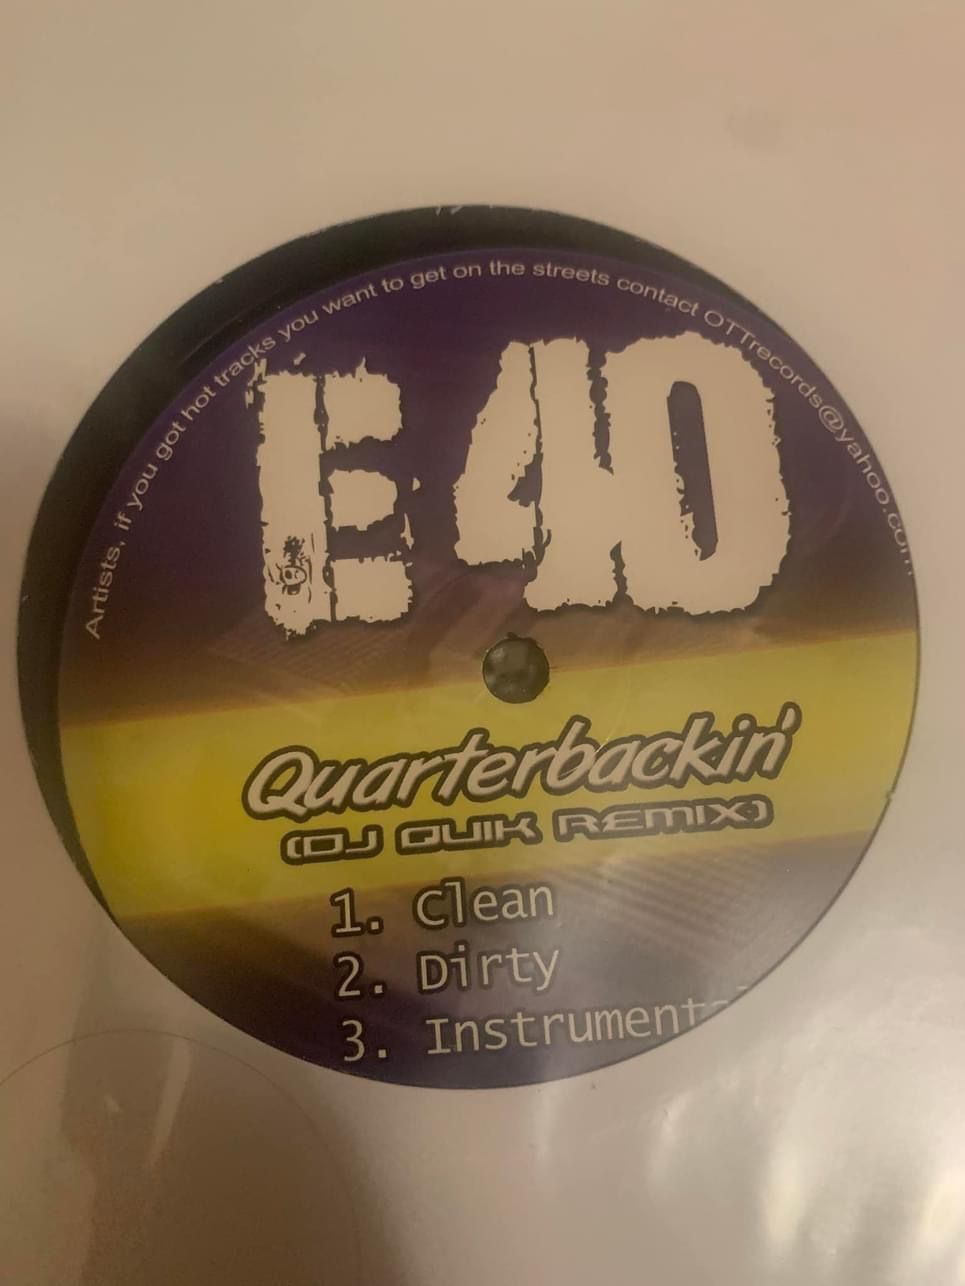 Artists, if you got hot tracks you want to get on the streets contact OTTrecords@yahoo.com
E-40
Quarterbackin'
(DJ QUIK REMIX)
1. Clean
2. Dirty
3. Instrumental